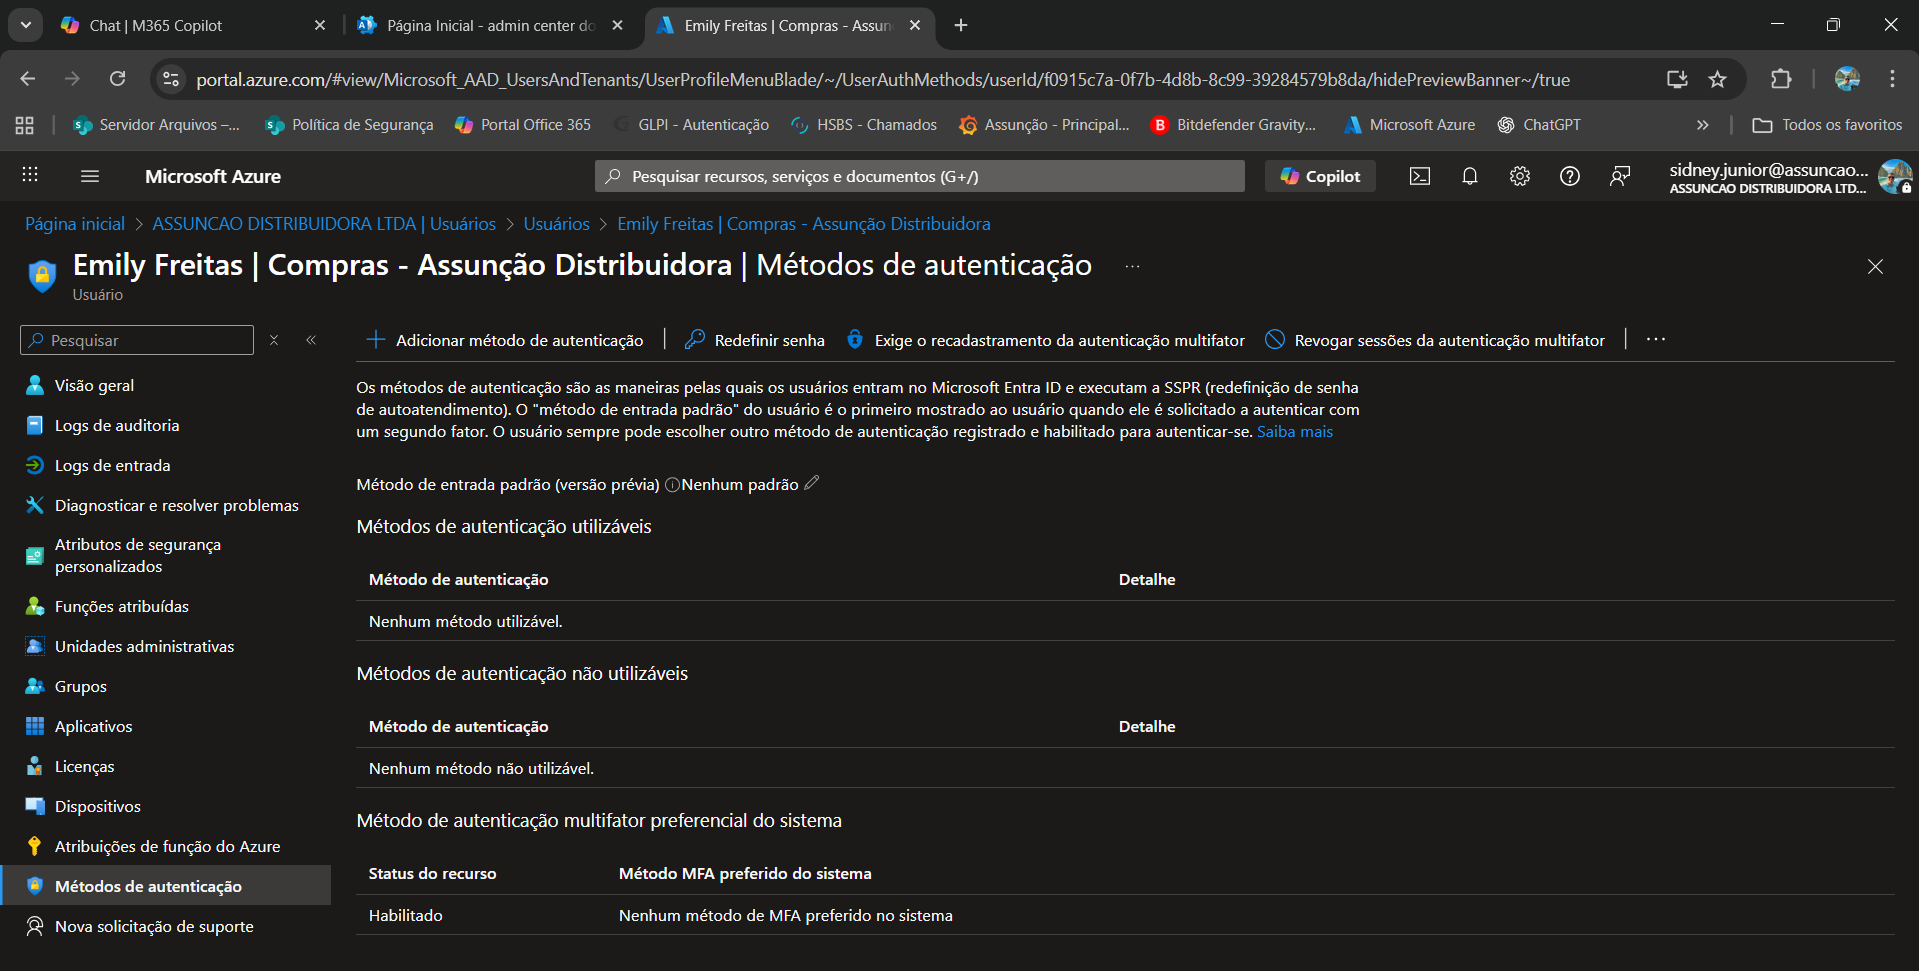 Chat | M365 Copilot
Página Inicial - admin center do
Emily Freitas | Compras - Assun
portal.azure.com/#view/Microsoft_AAD_UsersAndTenants/UserProfileMenuBlade/~/UserAuthMethods/userId/f0915c7a-0f7b-4d8b-8c99-39284579b8da/hidePreviewBanner~/true
Servidor Arquivos –...
Política de Segurança
Portal Office 365
GLPI - Autenticação
HSBS - Chamados
Assunção - Principal...
Bitdefender Gravity...
Microsoft Azure
ChatGPT
Todos os favoritos
Microsoft Azure
Pesquisar recursos, serviços e documentos (G+/)
Copilot
sidney.junior@assuncao...
ASSUNCAO DISTRIBUIDORA LTD...
Página inicial > ASSUNCAO DISTRIBUIDORA LTDA | Usuários > Usuários > Emily Freitas | Compras - Assunção Distribuidora
Emily Freitas | Compras - Assunção Distribuidora | Métodos de autenticação ...
Usuário
Pesquisar
Visão geral
Logs de auditoria
Logs de entrada
Diagnosticar e resolver problemas
Atributos de segurança
personalizados
Funções atribuídas
Unidades administrativas
Grupos
Aplicativos
Licenças
Dispositivos
Atribuições de função do Azure
Métodos de autenticação
Nova solicitação de suporte
Adicionar método de autenticação
Redefinir senha
Exige o recadastramento da autenticação multifator
Revogar sessões da autenticação multifator
Os métodos de autenticação são as maneiras pelas quais os usuários entram no Microsoft Entra ID e executam a SSPR (redefinição de senha
de autoatendimento). O "método de entrada padrão" do usuário é o primeiro mostrado ao usuário quando ele é solicitado a autenticar com
um segundo fator. O usuário sempre pode escolher outro método de autenticação registrado e habilitado para autenticar-se. Saiba mais
Método de entrada padrão (versão prévia) Nenhum padrão
Métodos de autenticação utilizáveis
Método de autenticação Detalhe
Nenhum método utilizável.
Métodos de autenticação não utilizáveis
Método de autenticação Detalhe
Nenhum método não utilizável.
Método de autenticação multifator preferencial do sistema
Status do recurso Método MFA preferido do sistema
Habilitado Nenhum método de MFA preferido no sistema